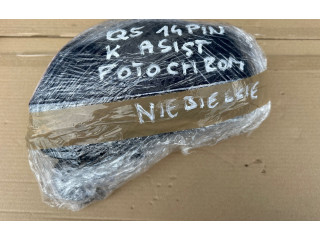 Q5 14PIN
K ASIST
FOTOCHROM
NIEBIESKIE